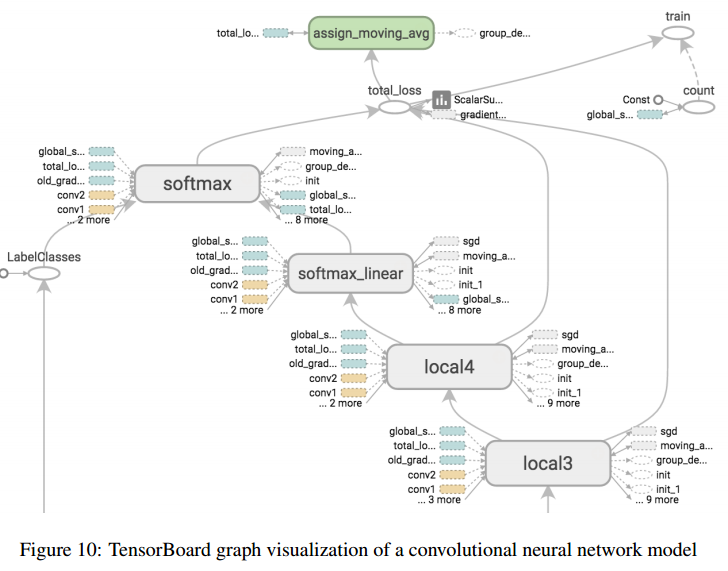 train
total_lo...
assign_moving_avg
group_de...
total_loss
ScalarSu...
gradient...
Const
count
global_s...
global_s...
total_lo...
old_grad...
conv2
conv1
... 2 more
softmax
moving_a...
group_de...
init
global_s...
total_lo...
... 8 more
LabelClasses
global_s...
total_lo...
old_grad...
conv2
conv1
... 2 more
softmax_linear
sgd
moving_a...
init
init_1
global_s...
... 8 more
global_s...
total_lo...
old_grad...
conv2
conv1
... 2 more
local4
sgd
moving_a...
group_de...
init
init_1
... 9 more
global_s...
total_lo...
old_grad...
conv2
conv1
... 3 more
local3
sgd
moving_a...
group_de...
init
init_1
... 9 more
Figure 10: TensorBoard graph visualization of a convolutional neural network model